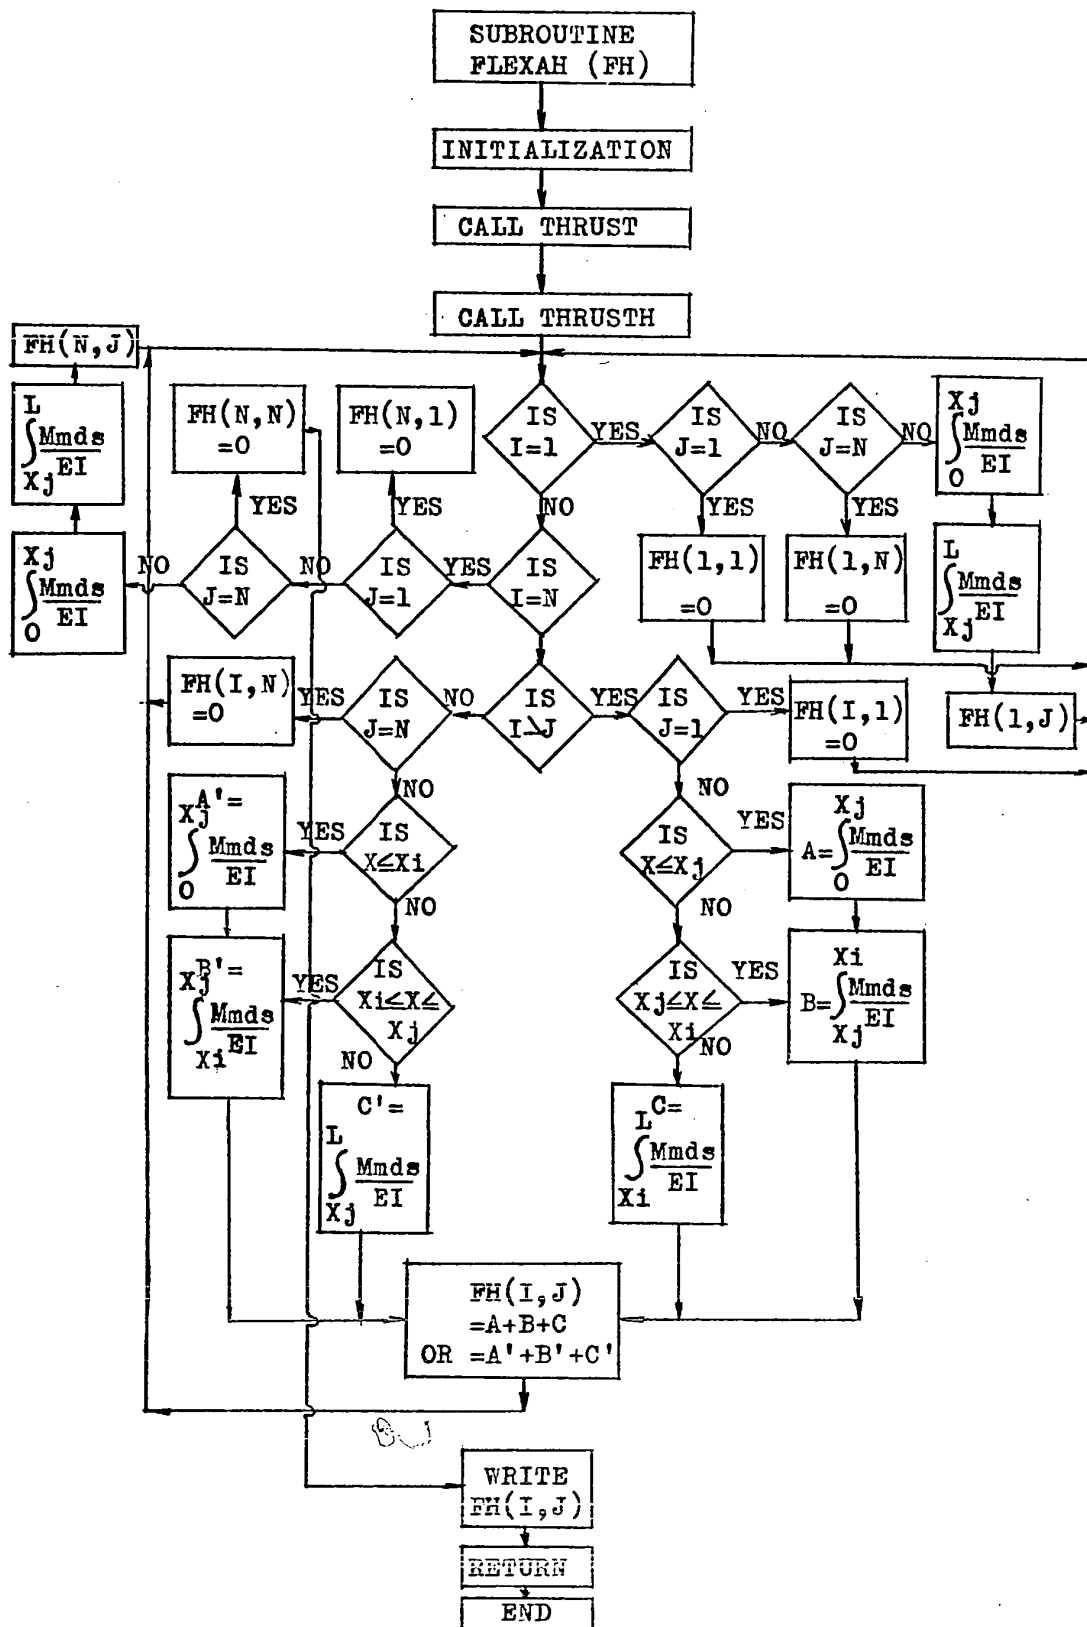 SUBROUTINE
FLEXAH (FH)
INITIALIZATION
CALL THRUST
CALL THRUSTH
FH(N,J)
L
∫Mmds
EI
Xj
FH(N,N)
=0
FH(N,1)
=0
IS
I=1
YES
IS
J=1
NO
IS
J=N
NO
Xj
∫Mmds
EI
0
YES
YES
NO
YES
YES
Xj
∫Mmds
EI
0
NO
IS
J=N
NO
IS
J=1
YES
IS
I=N
FH(1,1)
=0
FH(1,N)
=0
L
∫Mmds
EI
Xj
FH(I,N)
=0
YES
IS
J=N
NO
IS
I>J
YES
IS
J=1
YES
FH(I,1)
=0
FH(1,J)
NO
NO
A'=
Xj
∫Mmds
EI
0
YES
IS
X≤Xi
IS
X≤Xj
YES
Xj
A=∫Mmds
EI
0
NO
NO
B'=
Xj
∫Mmds
EI
Xi
YES
IS
Xi≤X≤
Xj
IS
Xj≤X≤
Xi
YES
Xi
B=∫Mmds
EI
Xj
NO
NO
C'=
L
∫Mmds
EI
Xj
C=
L
∫Mmds
EI
Xi
FH(I,J)
=A+B+C
OR =A'+B'+C'
WRITE
FH(I,J)
RETURN
END